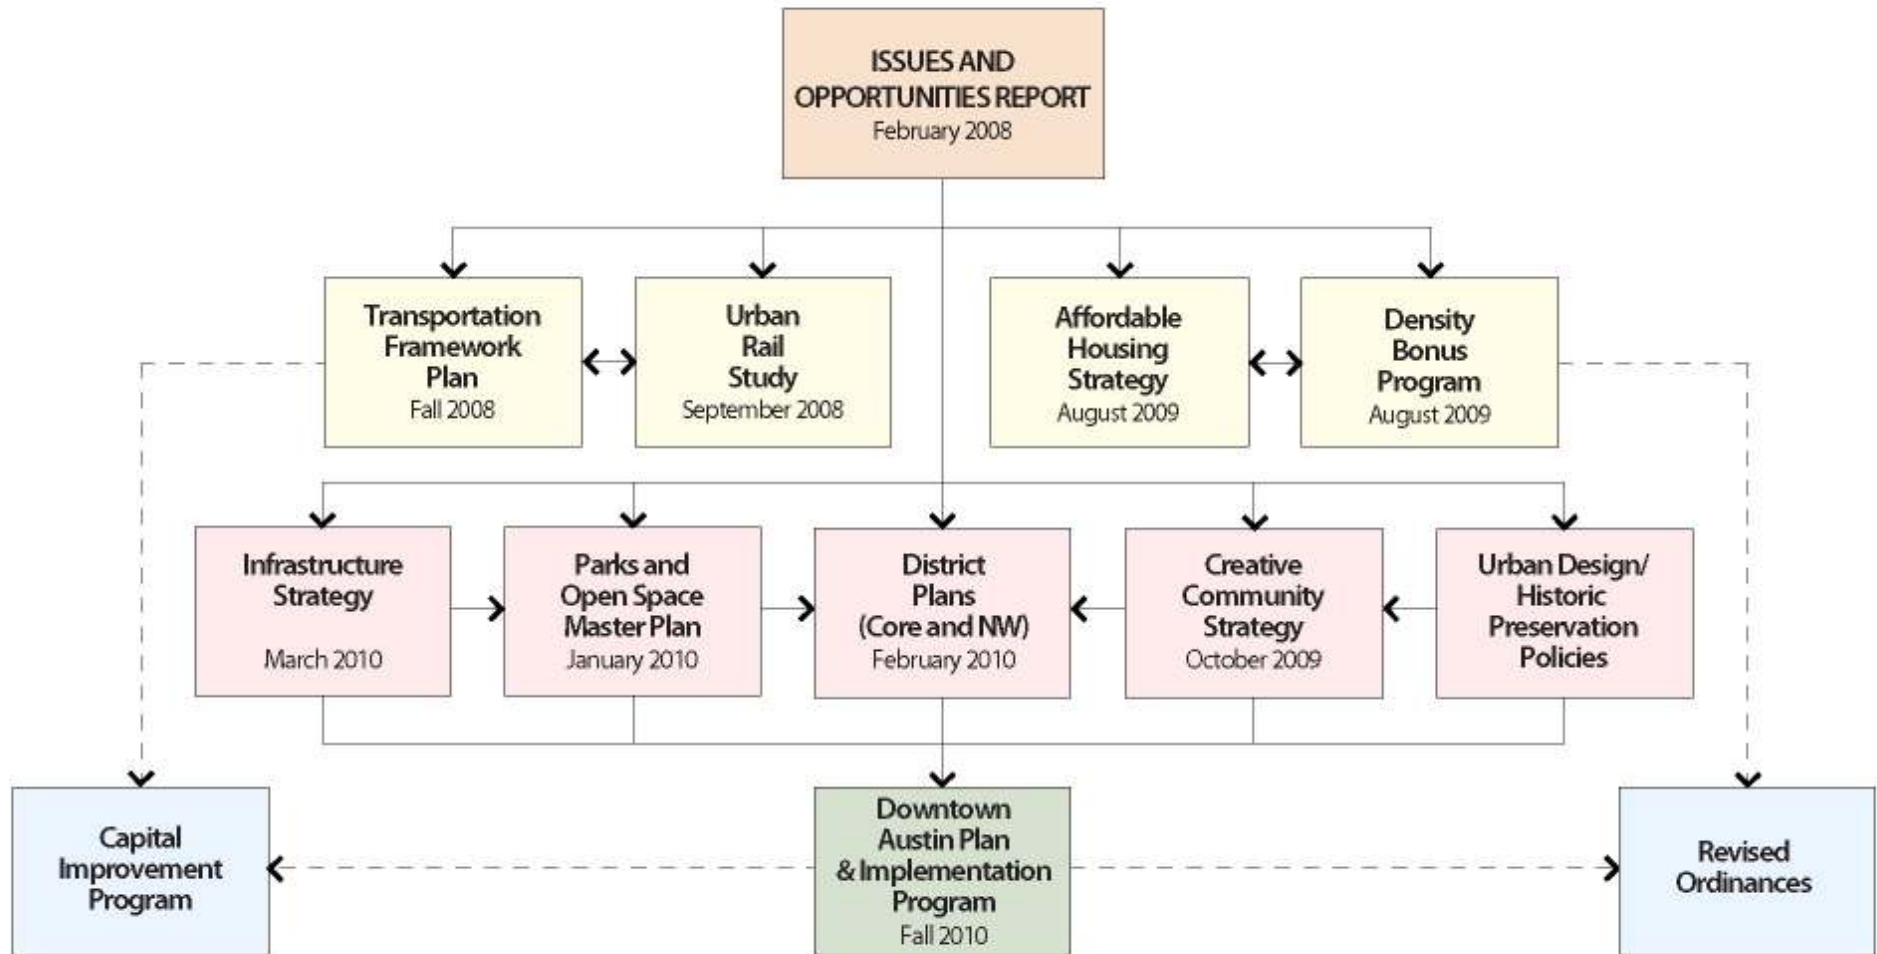 ISSUES AND
OPPORTUNITIES REPORT
February 2008
Transportation
Framework
Plan
Fall 2008
Urban
Rail
Study
September 2008
Affordable
Housing
Strategy
August 2009
Density
Bonus
Program
August 2009
Infrastructure
Strategy
March 2010
Parks and
Open Space
Master Plan
January 2010
District
Plans
(Core and NW)
February 2010
Creative
Community
Strategy
October 2009
Urban Design/
Historic
Preservation
Policies
Capital
Improvement
Program
Downtown
Austin Plan
& Implementation
Program
Fall 2010
Revised
Ordinances